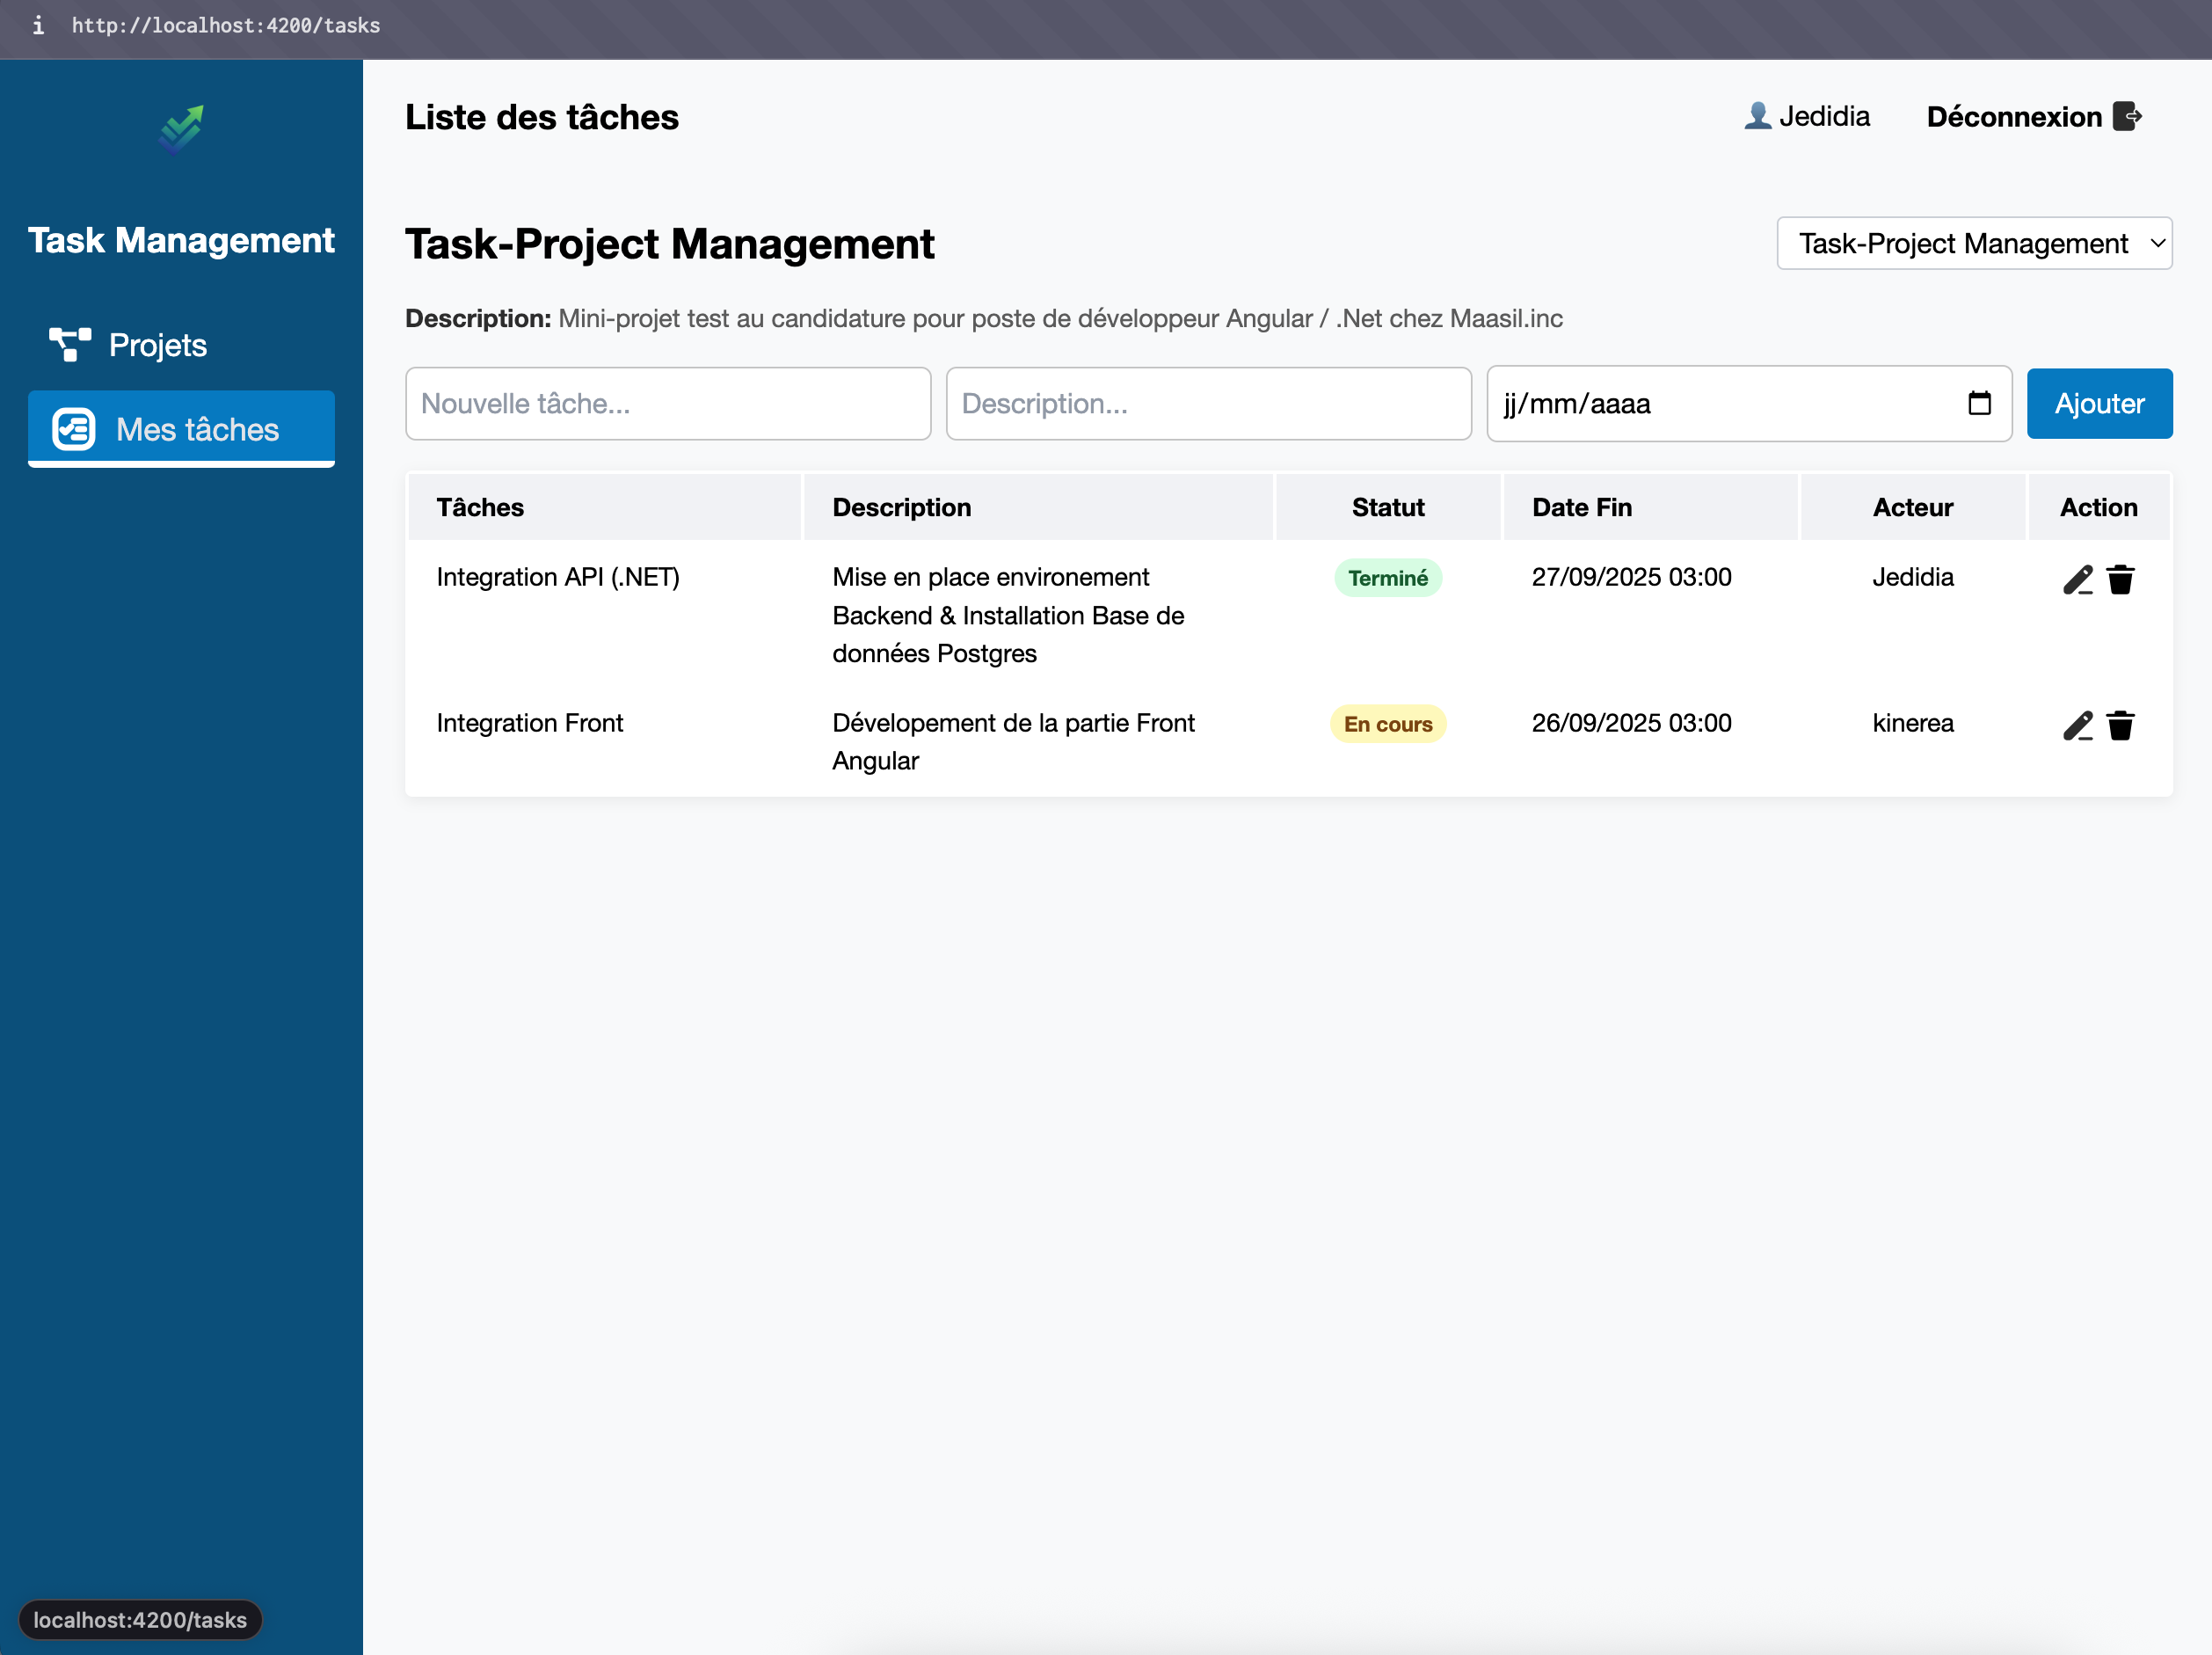 i http://localhost:4200/tasks
Liste des tâches
Jedidia
Déconnexion
Task Management
Task-Project Management
Task-Project Management
Description: Mini-projet test au candidature pour poste de développeur Angular / .Net chez Maasil.inc
Projets
Mes tâches
Nouvelle tâche...
Description...
jj/mm/aaaa
Ajouter
Tâches Description Statut Date Fin Acteur Action
Integration API (.NET) Mise en place environement Terminé 27/09/2025 03:00 Jedidia
Backend & Installation Base de
données Postgres
Integration Front Dévelopement de la partie Front En cours 26/09/2025 03:00 kinerea
Angular
localhost:4200/tasks